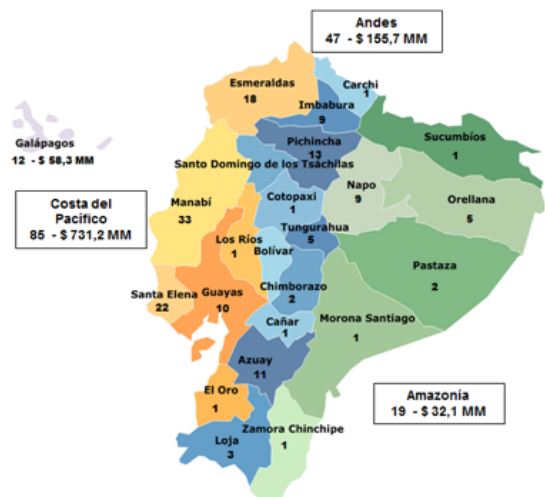 Andes
47 - $ 155,7 MM
Esmeraldas
18
Carchi
1
Imbabura
9
Galápagos
12 - $ 58,3 MM
Pichincha
13
Sucumbíos
1
Santo Domingo de los Tsáchilas
Napo
9
Manabí
33
Cotopaxi
1
Orellana
5
Costa del
Pacífico
85 - $ 731,2 MM
Los Ríos
1
Tungurahua
5
Bolívar
Pastaza
2
Santa Elena
22
Guayas
10
Chimborazo
2
Cañar
1
Morona Santiago
1
Azuay
11
El Oro
1
Amazonía
19 - $ 32,1 MM
Loja
3
Zamora Chinchipe
1